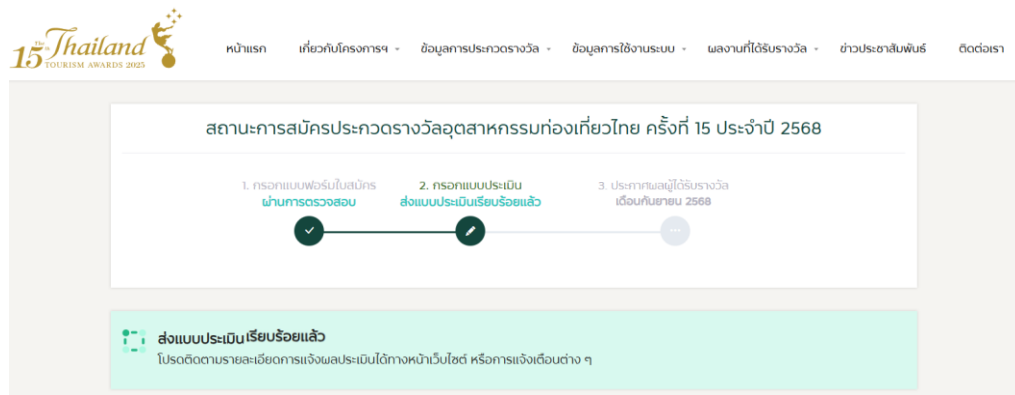 The 15th Thailand
TOURISM AWARDS 2025
หน้าแรก เกี่ยวกับโครงการฯ ข้อมูลการประกวดรางวัล ข้อมูลการใช้งานระบบ ผลงานที่ได้รับรางวัล ข่าวประชาสัมพันธ์ ติดต่อเรา
สถานะการสมัครประกวดรางวัลอุตสาหกรรมท่องเที่ยวไทย ครั้งที่ 15 ประจำปี 2568
1. กรอกแบบฟอร์มใบสมัคร 2. กรอกแบบประเมิน 3. ประกาศผลผู้ได้รับรางวัล
ผ่านการตรวจสอบ ส่งแบบประเมินเรียบร้อยแล้ว เดือนกันยายน 2568
ส่งแบบประเมินเรียบร้อยแล้ว
โปรดติดตามรายละเอียดการแจ้งผลประเมินได้ทางหน้าเว็บไซต์ หรือการแจ้งเตือนต่าง ๆ